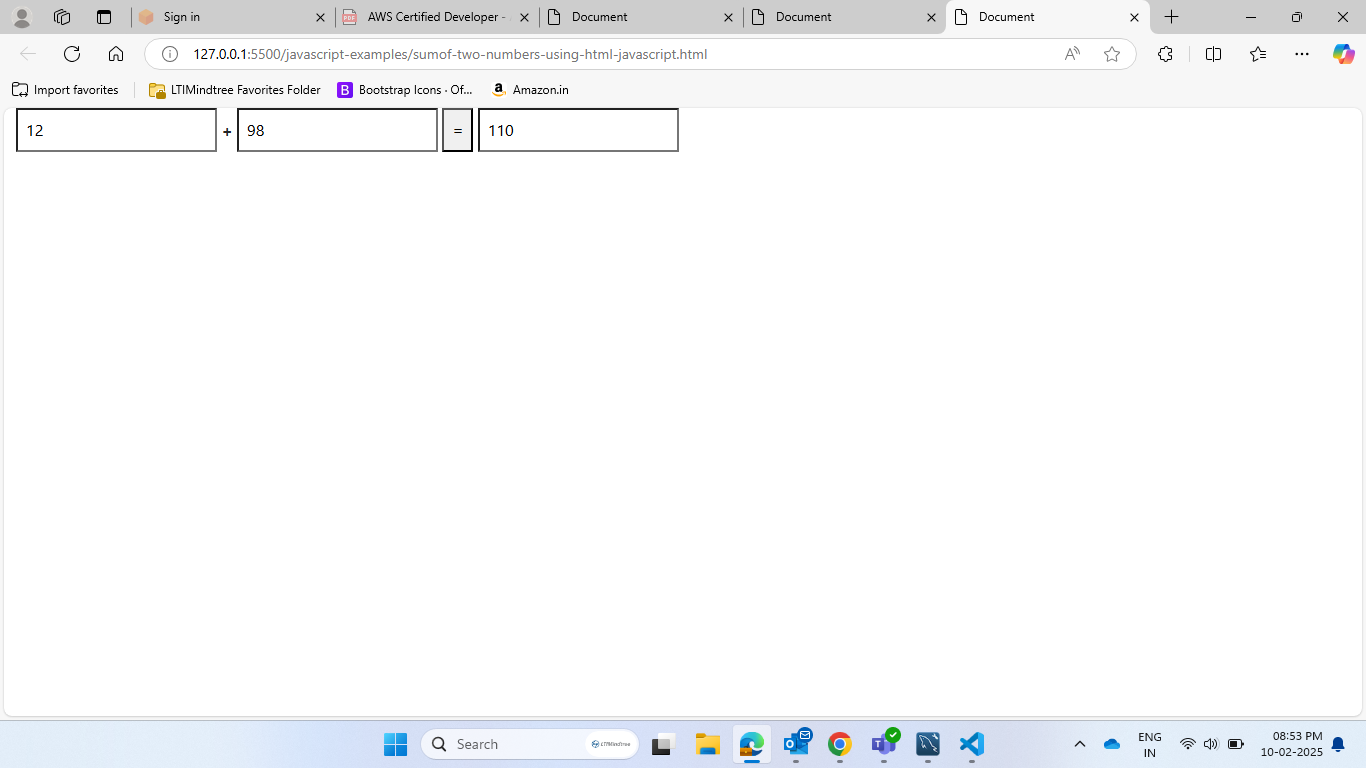 Sign in
AWS Certified Developer -
Document
Document
Document
127.0.0.1:5500/javascript-examples/sumof-two-numbers-using-html-javascript.html
Import favorites
LTIMindtree Favorites Folder
B Bootstrap Icons · Of...
a Amazon.in
12 + 98 = 110
Search LTIMindtree
ENG 08:53 PM
IN 10-02-2025